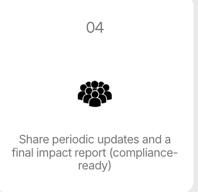 04
Share periodic updates and a
final impact report (compliance-
ready)